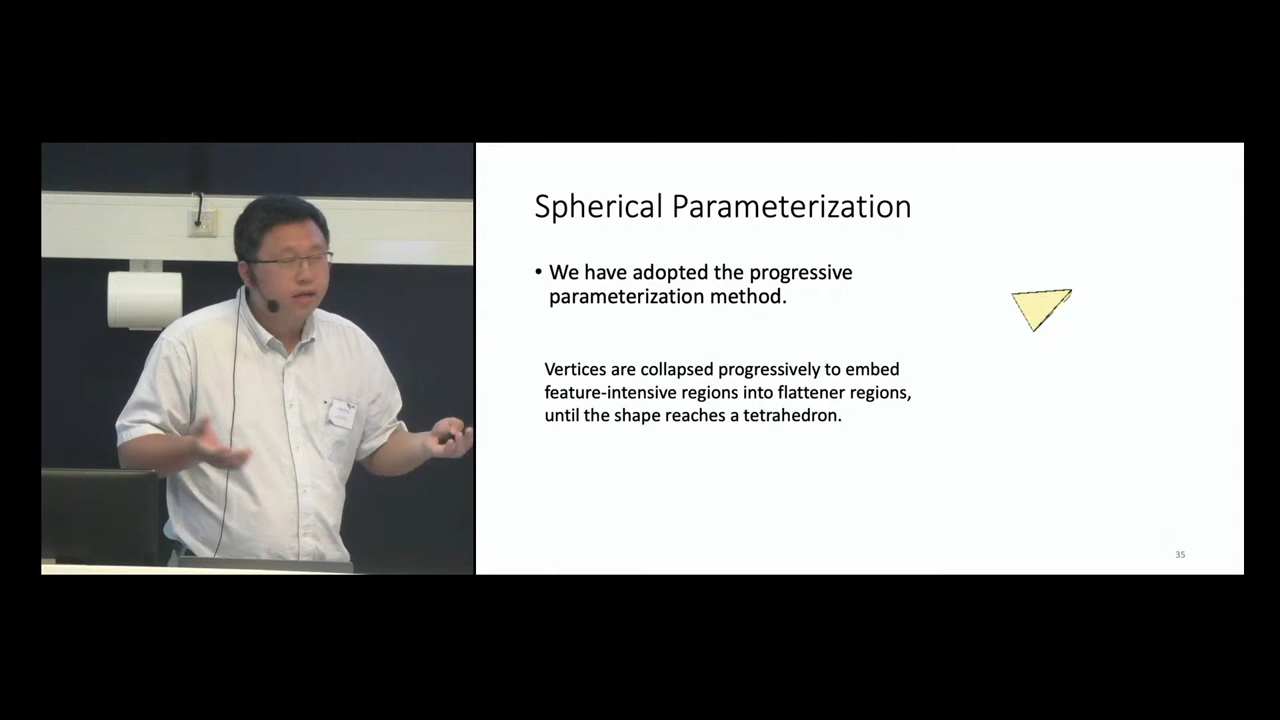 Spherical Parameterization
• We have adopted the progressive
parameterization method.
Vertices are collapsed progressively to embed
feature-intensive regions into flattener regions,
until the shape reaches a tetrahedron.
35